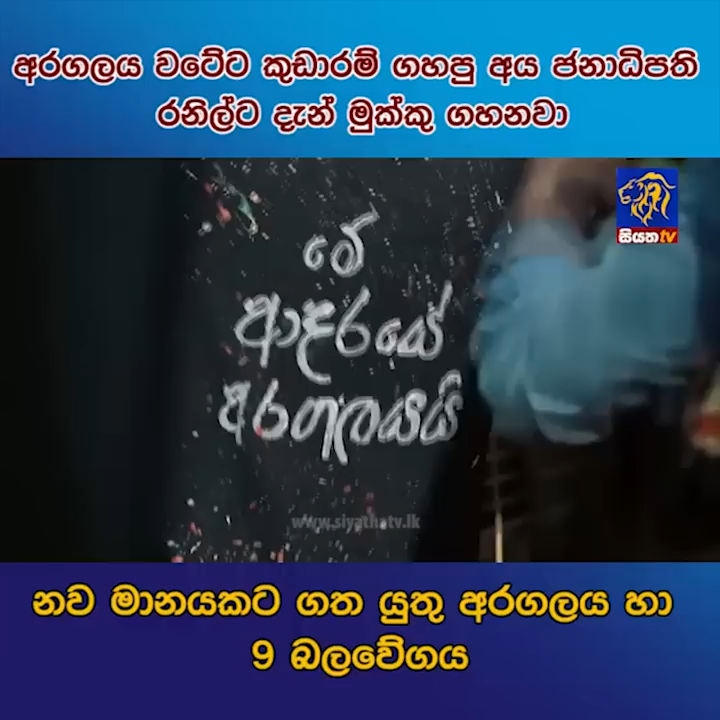 අරගලය වටේට කුඩාරම් ගහපු අය ජනාධිපති
රනිල්ට දැන් මුක්කු ගහනවා
සියත tv
මේ
ආදරයේ
අරගලයයි
www.siyathatv.lk
නව මානයකට ගත යුතු අරගලය හා
9 බලවේගය